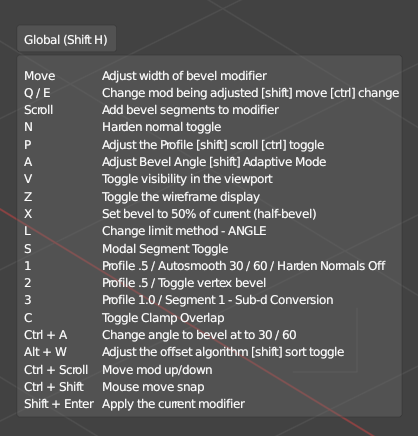 Global (Shift H)
Move Adjust width of bevel modifier
Q / E Change mod being adjusted [shift] move [ctrl] change
Scroll Add bevel segments to modifier
N Harden normal toggle
P Adjust the Profile [shift] scroll [ctrl] toggle
A Adjust Bevel Angle [shift] Adaptive Mode
V Toggle visibility in the viewport
Z Toggle the wireframe display
X Set bevel to 50% of current (half-bevel)
L Change limit method - ANGLE
S Modal Segment Toggle
1 Profile .5 / Autosmooth 30 / 60 / Harden Normals Off
2 Profile .5 / Toggle vertex bevel
3 Profile 1.0 / Segment 1 - Sub-d Conversion
C Toggle Clamp Overlap
Ctrl + A Change angle to bevel at to 30 / 60
Alt + W Adjust the offset algorithm [shift] sort toggle
Ctrl + Scroll Move mod up/down
Ctrl + Shift Mouse move snap
Shift + Enter Apply the current modifier